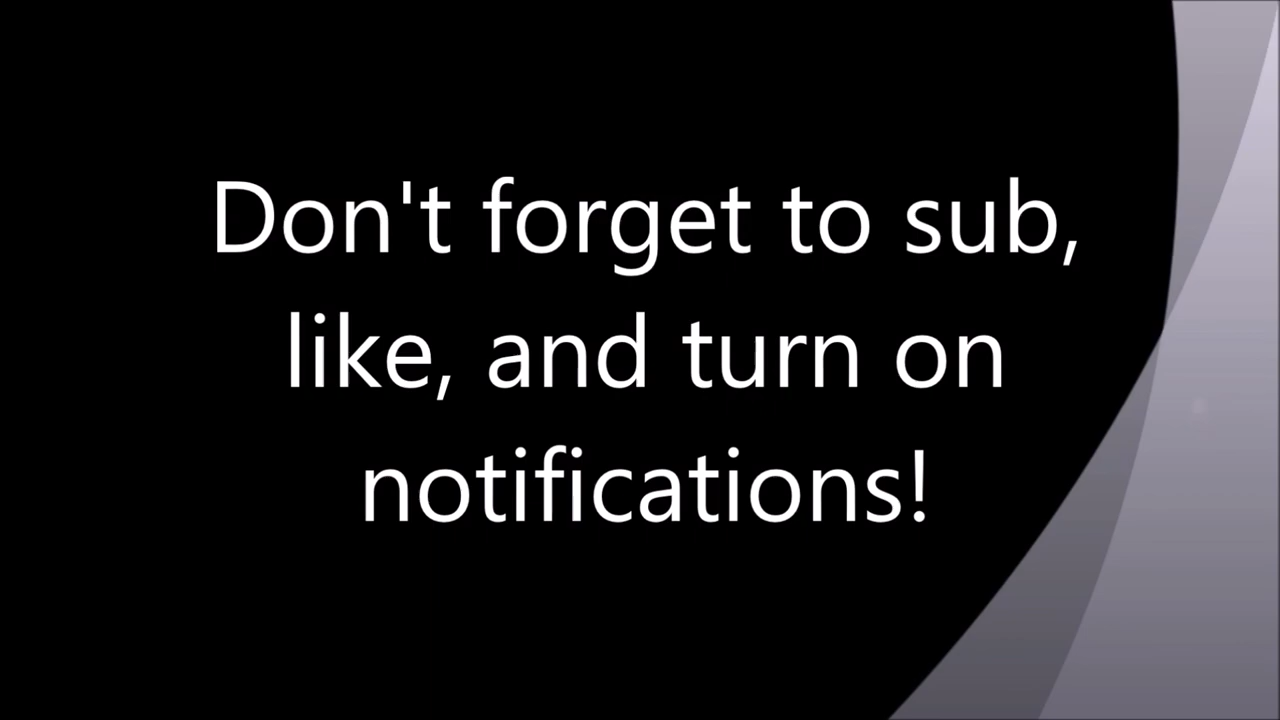 Don't forget to sub,
like, and turn on
notifications!